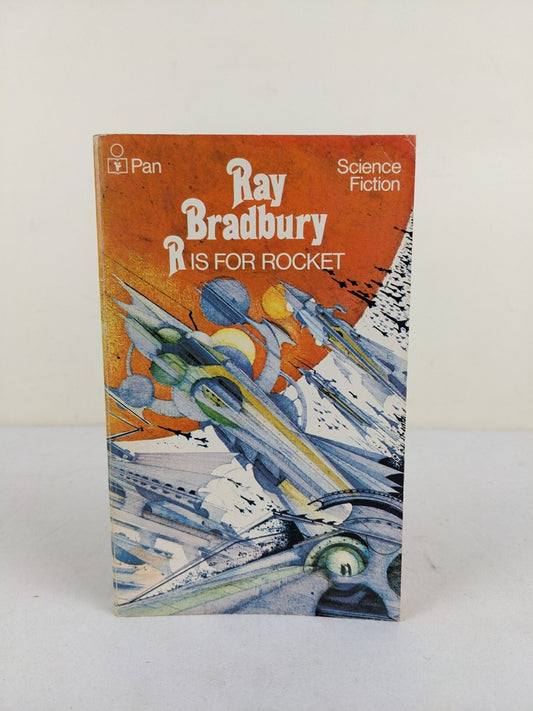 Pan
Science
Fiction
Ray
Bradbury
R IS FOR ROCKET